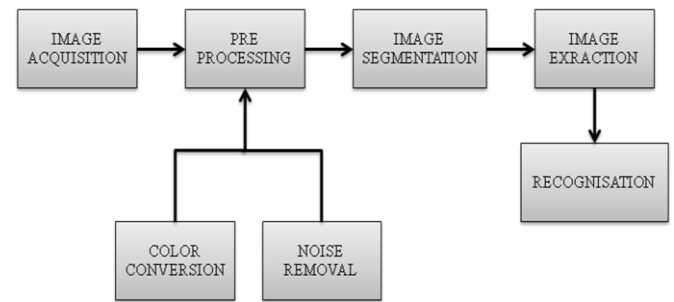 IMAGE
ACQUISITION
PRE
PROCESSING
IMAGE
SEGMENTATION
IMAGE
EXRACTION
RECOGNISATION
COLOR
CONVERSION
NOISE
REMOVAL